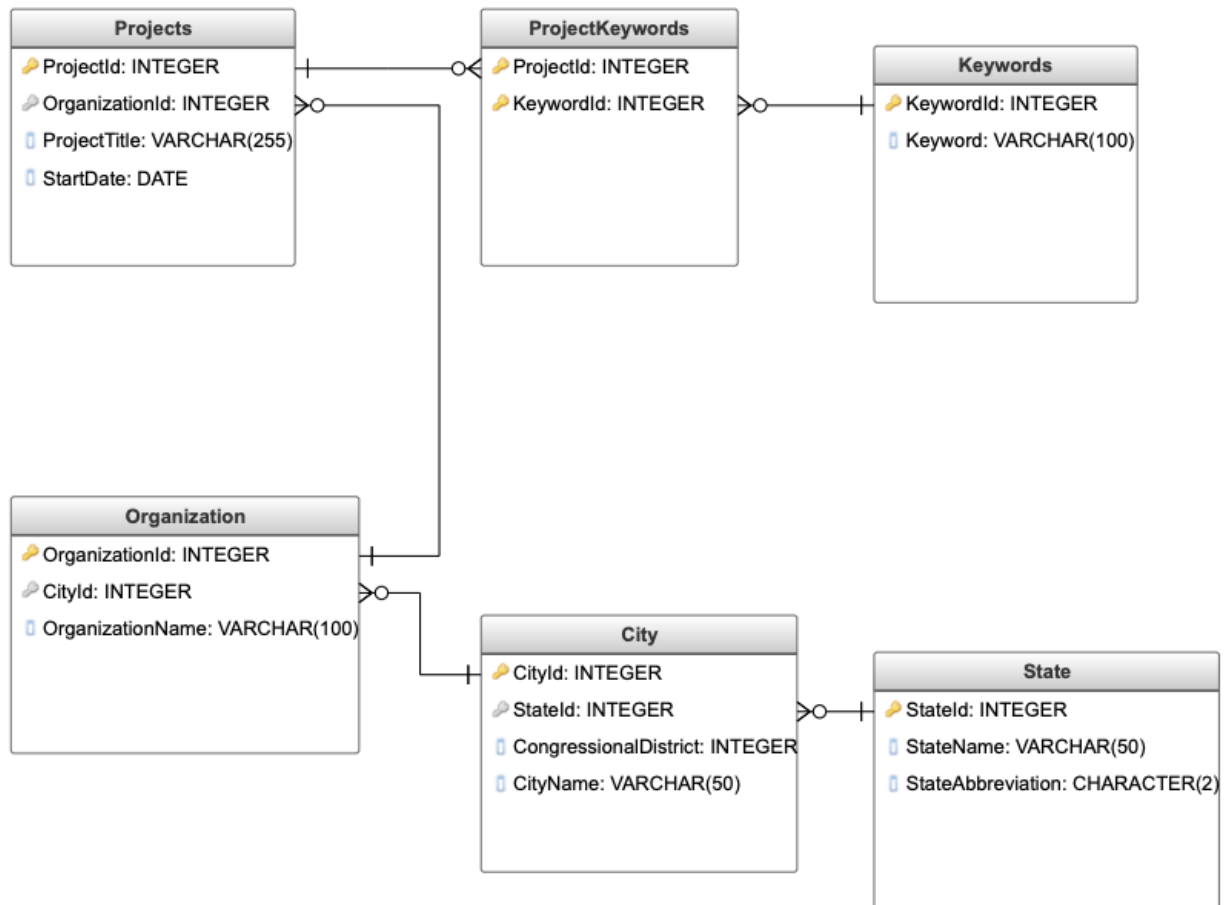 Projects
ProjectId: INTEGER
OrganizationId: INTEGER
ProjectTitle: VARCHAR(255)
StartDate: DATE
ProjectKeywords
ProjectId: INTEGER
KeywordId: INTEGER
Keywords
KeywordId: INTEGER
Keyword: VARCHAR(100)
Organization
OrganizationId: INTEGER
CityId: INTEGER
OrganizationName: VARCHAR(100)
City
CityId: INTEGER
StateId: INTEGER
CongressionalDistrict: INTEGER
CityName: VARCHAR(50)
State
StateId: INTEGER
StateName: VARCHAR(50)
StateAbbreviation: CHARACTER(2)